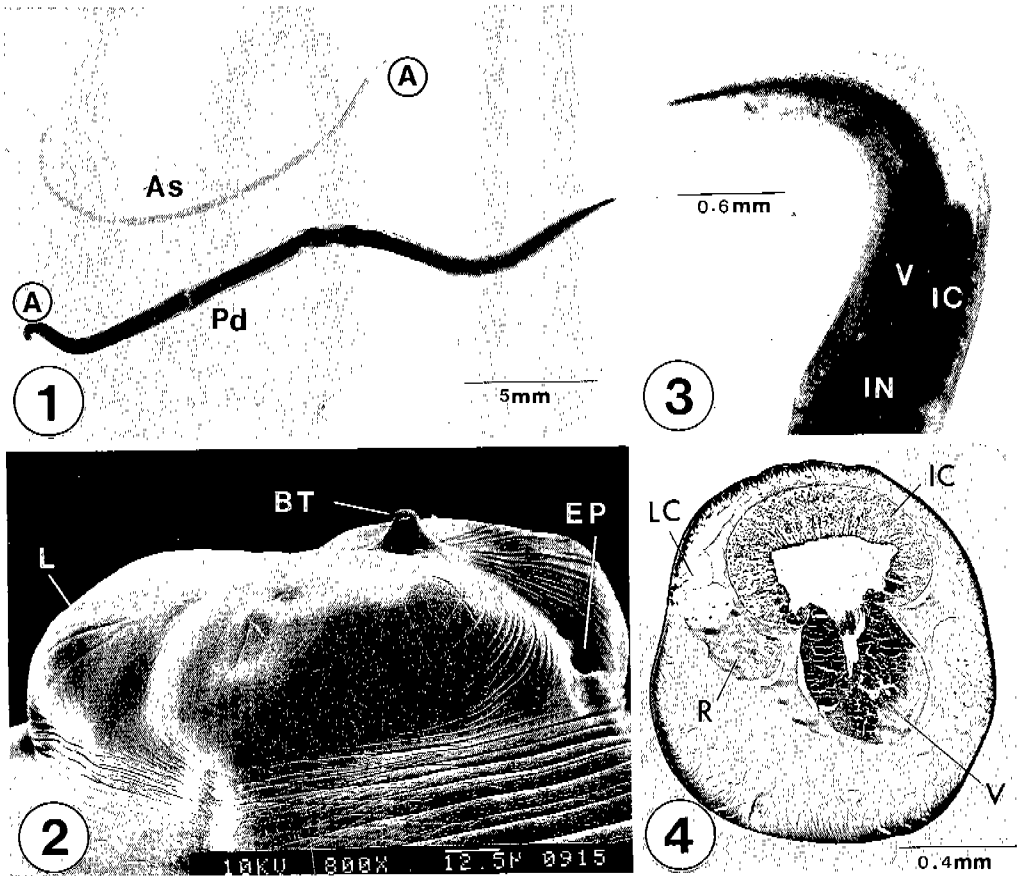 A
As
A
Pd
5mm
1
0.6mm
V
IC
IN
3
BT
EP
L
2
10KU 800X 12.5µ 0915
IC
LC
R
V
4
0.4mm